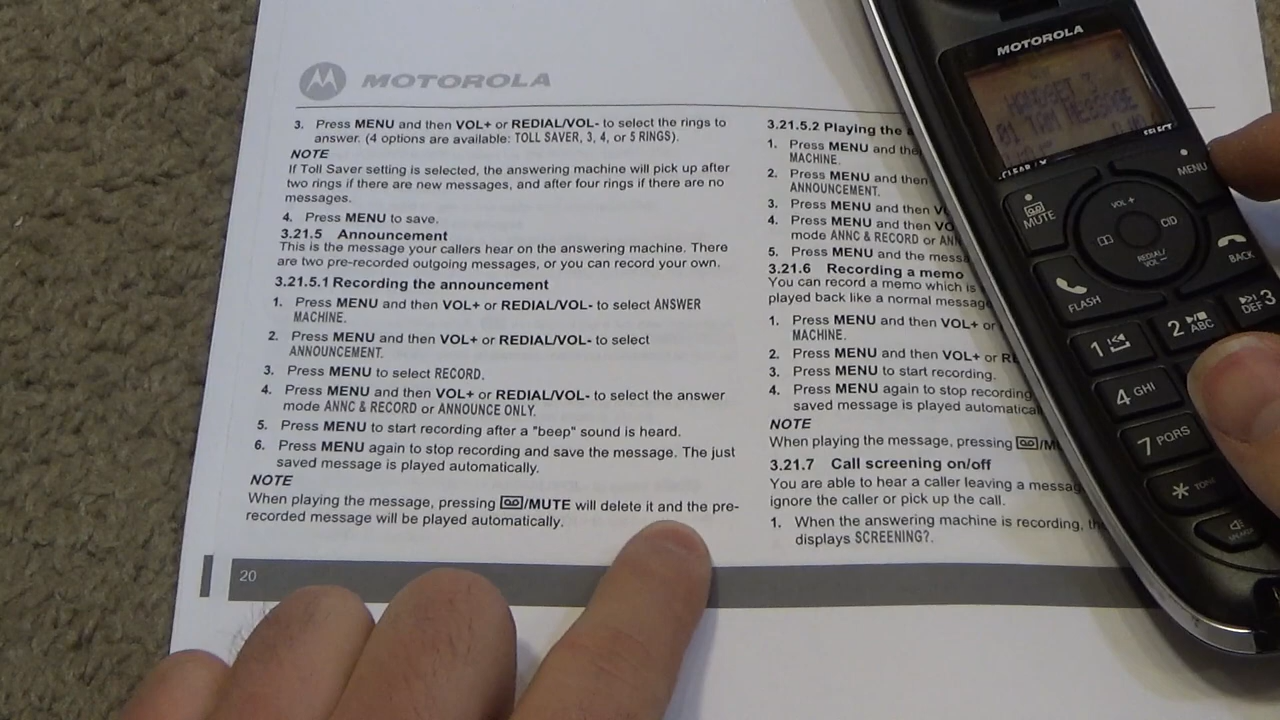 MOTOROLA
3. Press MENU and then VOL+ or REDIAL/VOL- to select the rings to
answer. (4 options are available: TOLL SAVER, 3, 4, or 5 RINGS).
NOTE
If Toll Saver setting is selected, the answering machine will pick up after
two rings if there are new messages, and after four rings if there are no
messages.
4. Press MENU to save.
3.21.5 Announcement
This is the message your callers hear on the answering machine. There
are two pre-recorded outgoing messages, or you can record your own.
3.21.5.1 Recording the announcement
1. Press MENU and then VOL+ or REDIAL/VOL- to select ANSWER
MACHINE.
2. Press MENU and then VOL+ or REDIAL/VOL- to select
ANNOUNCEMENT.
3. Press MENU to select RECORD.
4. Press MENU and then VOL+ or REDIAL/VOL- to select the answer
mode ANNC & RECORD or ANNOUNCE ONLY.
5. Press MENU to start recording after a "beep" sound is heard.
6. Press MENU again to stop recording and save the message. The just
saved message is played automatically.
NOTE
When playing the message, pressing /MUTE will delete it and the pre-
recorded message will be played automatically.
20
3.21.5.2 Playing the
1. Press MENU and the
MACHINE.
2. Press MENU and then
ANNOUNCEMENT.
3. Press MENU and then
4. Press MENU and then
mode ANNC & RECORD or
5. Press MENU and the
3.21.6 Recording a memo
You can record a memo which is
played back like a normal
1. Press MENU and then VOL+ or
MACHINE.
2. Press MENU and then VOL+ or
3. Press MENU to start recording.
4. Press MENU again to stop recording
saved message is played
NOTE
When playing the message, pressing
3.21.7 Call screening on/off
You are able to hear a caller leaving a
ignore the caller or pick up the call.
1. When the answering machine is recording,
displays SCREENING?.
MOTOROLA
HANDSET
SELECT
MENU
MUTE
VOL +
CID
REDIAL/
VOL-
BACK
FLASH
1
2 ABC
DEF 3
4 GHI
7 PQRS
*